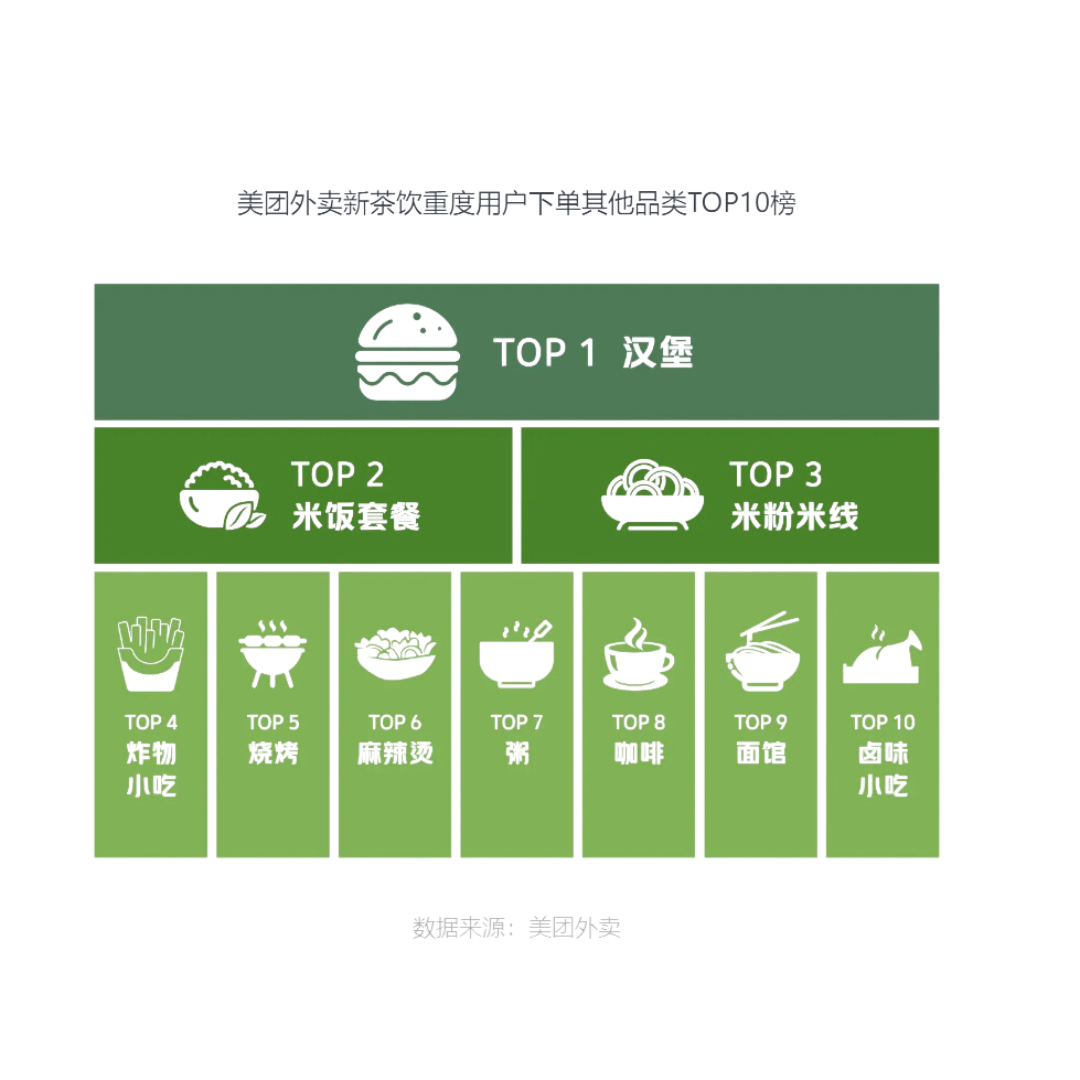 美团外卖新茶饮重度用户下单其他品类TOP10榜
TOP 1 汉堡
TOP 2
米饭套餐
TOP 3
米粉米线
TOP 4
炸物
小吃
TOP 5
烧烤
TOP 6
麻辣烫
TOP 7
粥
TOP 8
咖啡
TOP 9
面馆
TOP 10
卤味
小吃
数据来源：美团外卖